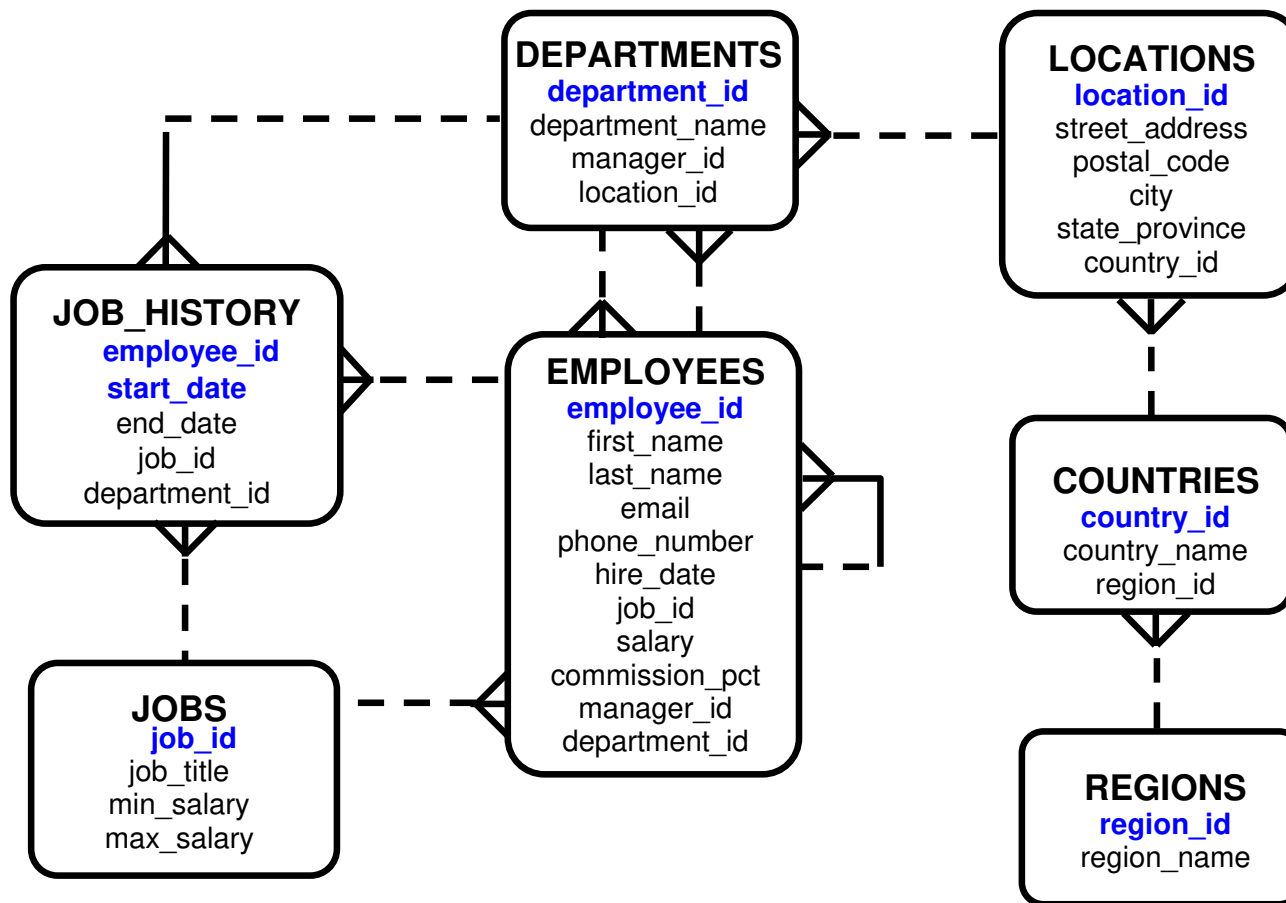 DEPARTMENTS
department_id
department_name
manager_id
location_id
LOCATIONS
location_id
street_address
postal_code
city
state_province
country_id
JOB_HISTORY
employee_id
start_date
end_date
job_id
department_id
EMPLOYEES
employee_id
first_name
last_name
email
phone_number
hire_date
job_id
salary
commission_pct
manager_id
department_id
COUNTRIES
country_id
country_name
region_id
JOBS
job_id
job_title
min_salary
max_salary
REGIONS
region_id
region_name